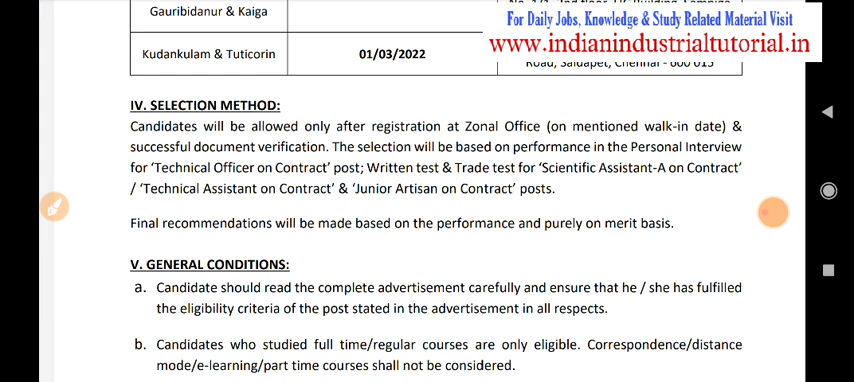 Gauribidanur & Kaiga
For Daily Jobs, Knowledge & Study Related Material Visit
www.indianindustrialtutorial.in
Kudankulam & Tuticorin 01/03/2022
Road, Saidapet, Chennai - 600 015
IV. SELECTION METHOD:
Candidates will be allowed only after registration at Zonal Office (on mentioned walk-in date) &
successful document verification. The selection will be based on performance in the Personal Interview
for ‘Technical Officer on Contract’ post; Written test & Trade test for ‘Scientific Assistant-A on Contract’
/ ‘Technical Assistant on Contract’ & ‘Junior Artisan on Contract’ posts.
Final recommendations will be made based on the performance and purely on merit basis.
V. GENERAL CONDITIONS:
a. Candidate should read the complete advertisement carefully and ensure that he / she has fulfilled
the eligibility criteria of the post stated in the advertisement in all respects.
b. Candidates who studied full time/regular courses are only eligible. Correspondence/distance
mode/e-learning/part time courses shall not be considered.